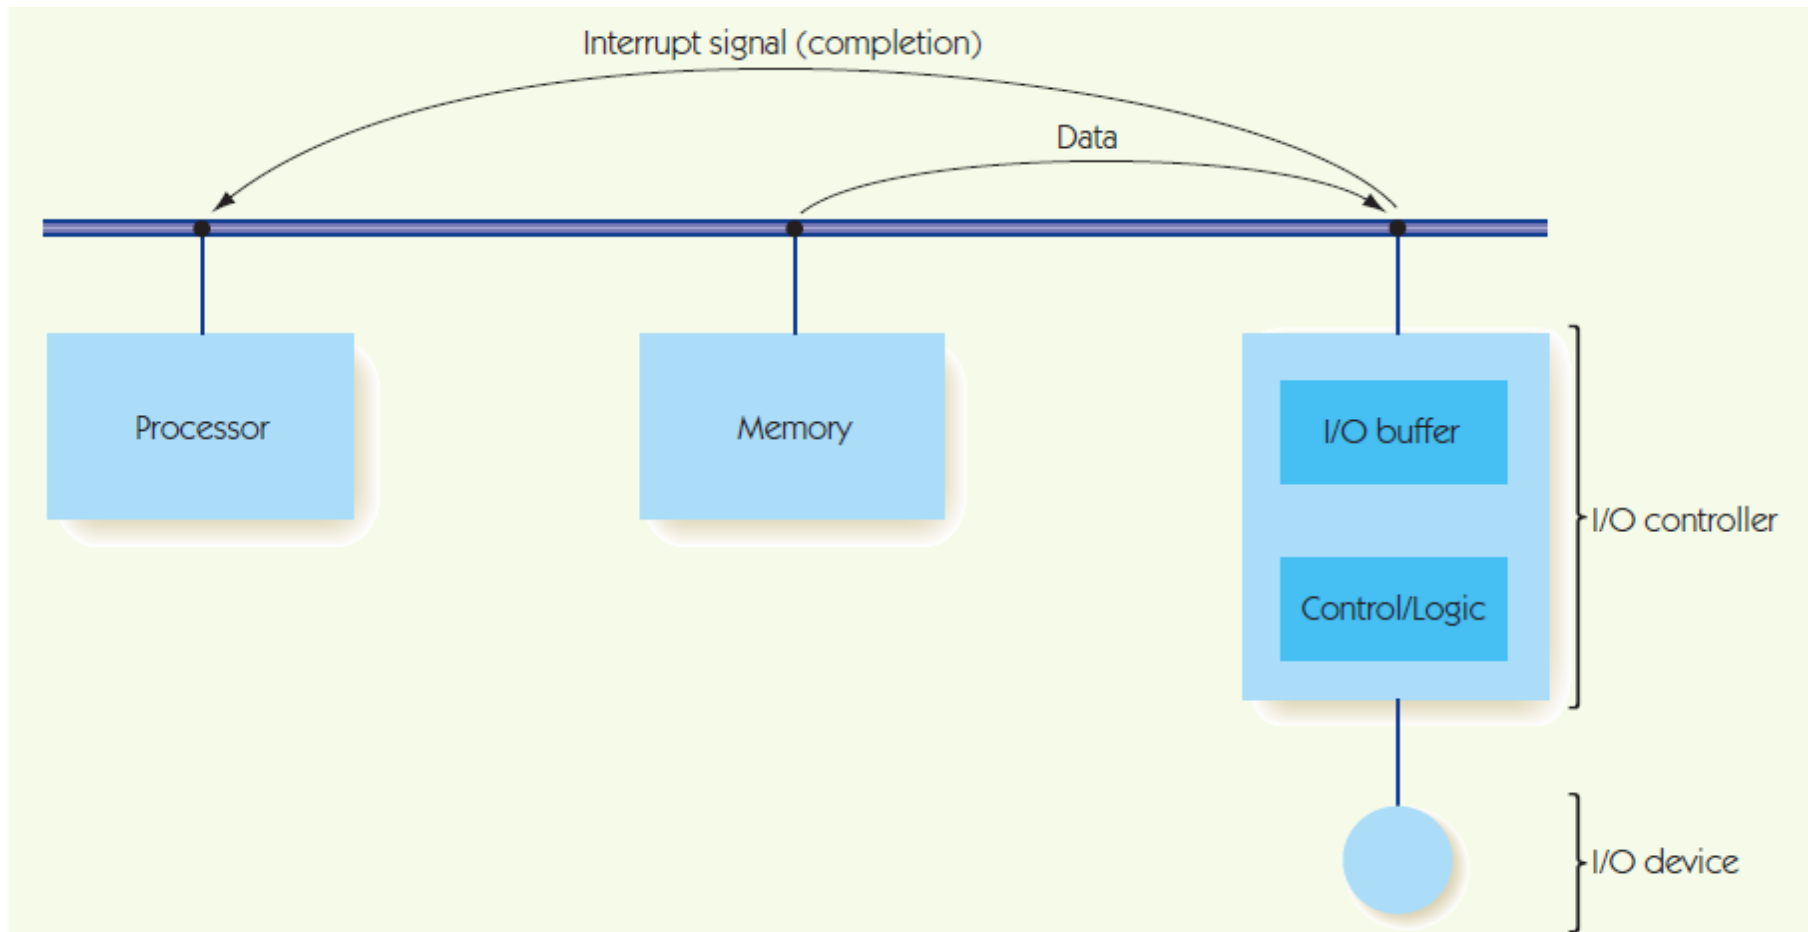 Interrupt signal (completion)
Data
Processor
Memory
I/O buffer
I/O controller
Control/Logic
I/O device